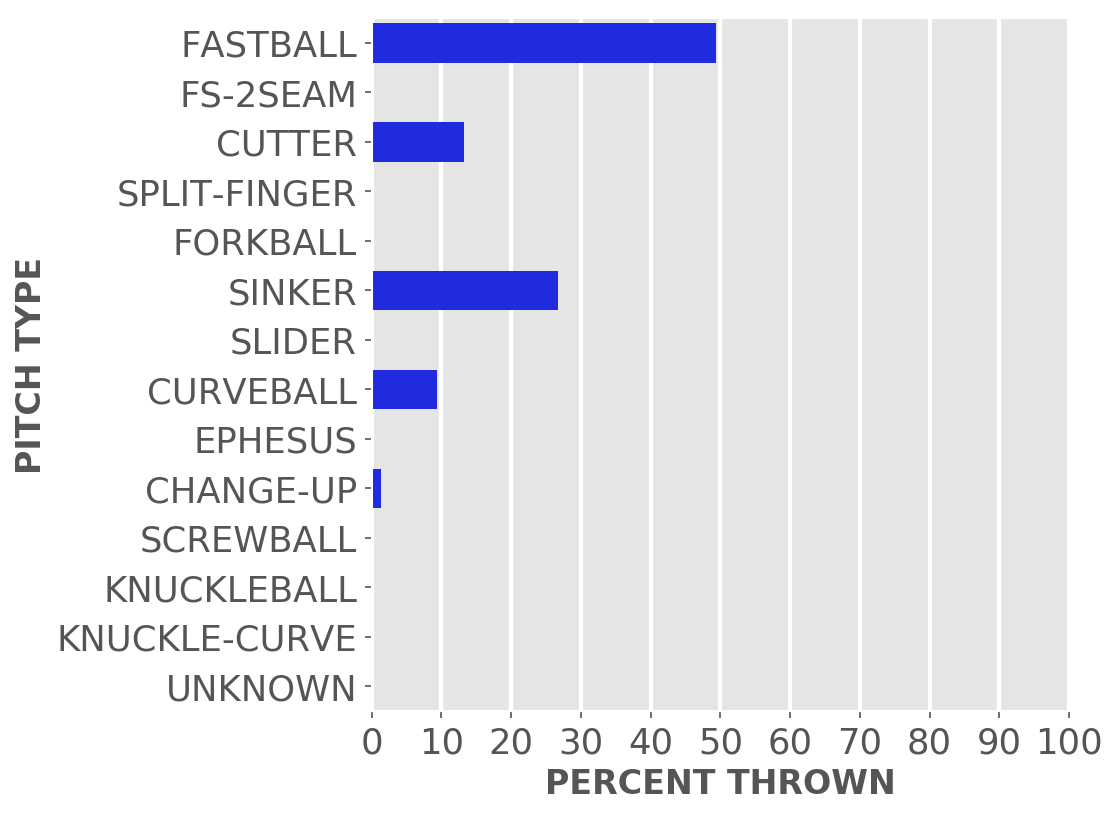 FASTBALL
FS-2SEAM
CUTTER
SPLIT-FINGER
FORKBALL
SINKER
SLIDER
CURVEBALL
EPHESUS
CHANGE-UP
SCREWBALL
KNUCKLEBALL
KNUCKLE-CURVE
UNKNOWN
PITCH TYPE
0 10 20 30 40 50 60 70 80 90 100
PERCENT THROWN